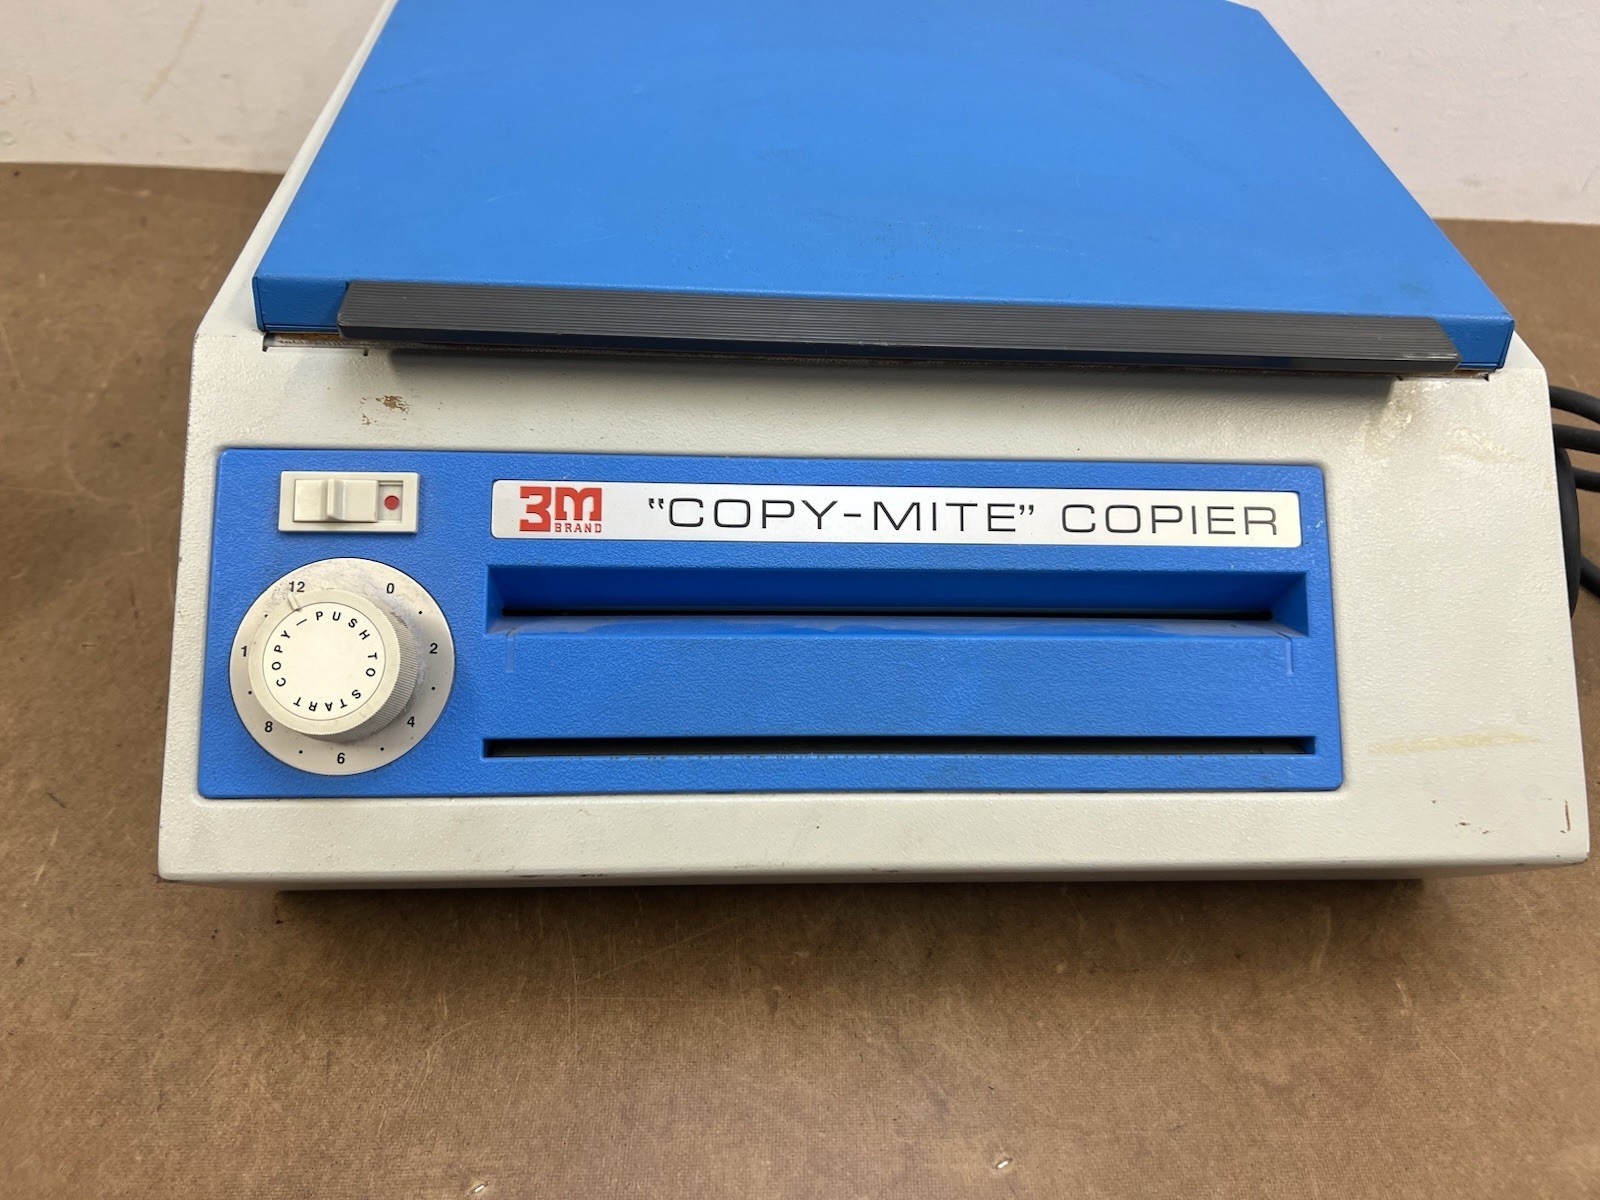 3M
BRAND
"COPY-MITE" COPIER
COPY — PUSH TO START
0
2
4
6
8
1
12